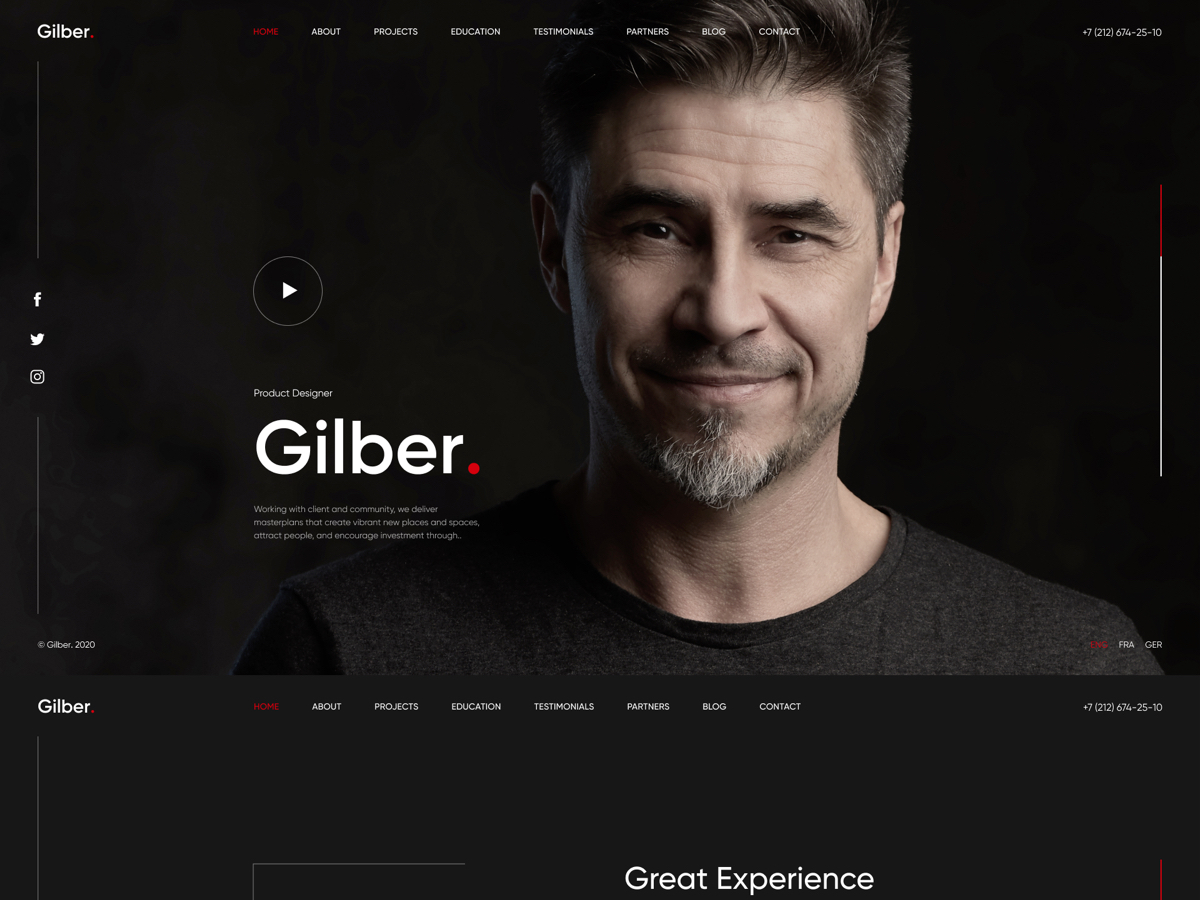 Gilber.
HOME ABOUT PROJECTS EDUCATION TESTIMONIALS PARTNERS BLOG CONTACT
+7 (212) 674-25-10
Product Designer
Gilber.
Working with client and community, we deliver
masterplans that create vibrant new places and spaces,
attract people, and encourage investment through..
© Gilber. 2020
FRA GER
Gilber.
HOME ABOUT PROJECTS EDUCATION TESTIMONIALS PARTNERS BLOG CONTACT
+7 (212) 674-25-10
Great Experience